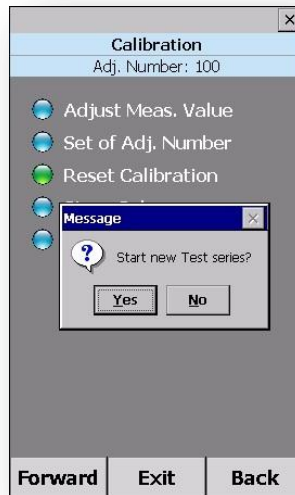 Calibration
Adj. Number: 100
Adjust Meas. Value
Set of Adj. Number
Reset Calibration
Message
Start new Test series?
Yes No
Forward Exit Back